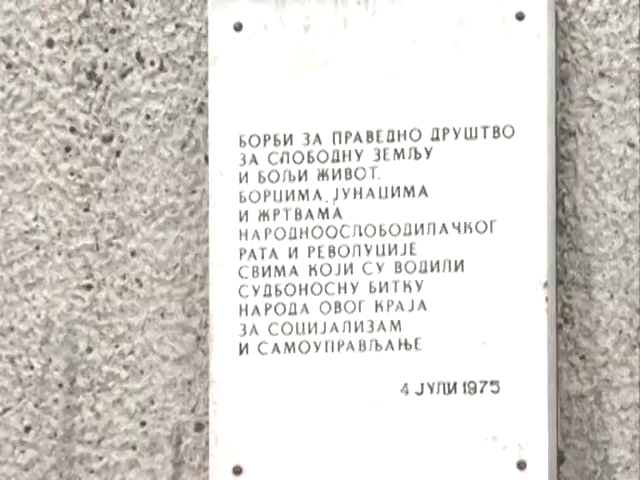 БОРБИ ЗА ПРАВЕДНО ДРУШТВО
ЗА СЛОБОДНУ ЗЕМЉУ
И БОЉИ ЖИВОТ.
БОРЦИМА, ЈУНАЦИМА
И ЖРТВАМА
НАРОДНООСЛОБОДИЛАЧКОГ
РАТА И РЕВОЛУЦИЈЕ
СВИМА КОЈИ СУ ВОДИЛИ
СУДБОНОСНУ БИТКУ
НАРОДА ОВОГ КРАЈА
ЗА СОЦИЈАЛИЗАМ
И САМОУПРАВЉАЊЕ
4 ЈУЛИ 1975